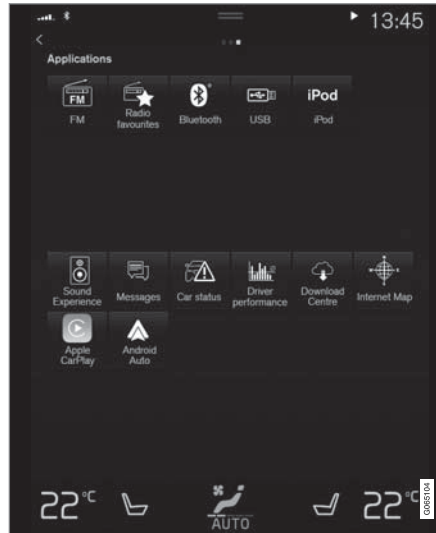 13:45
Applications
FM
FM
Radio
favourites
Bluetooth
USB
iPod
iPod
Sound
Experience
Messages
Car status
Driver
performance
Download
Centre
Internet Map
Apple
CarPlay
Android
Auto
22°C
AUTO
22°C
G065104